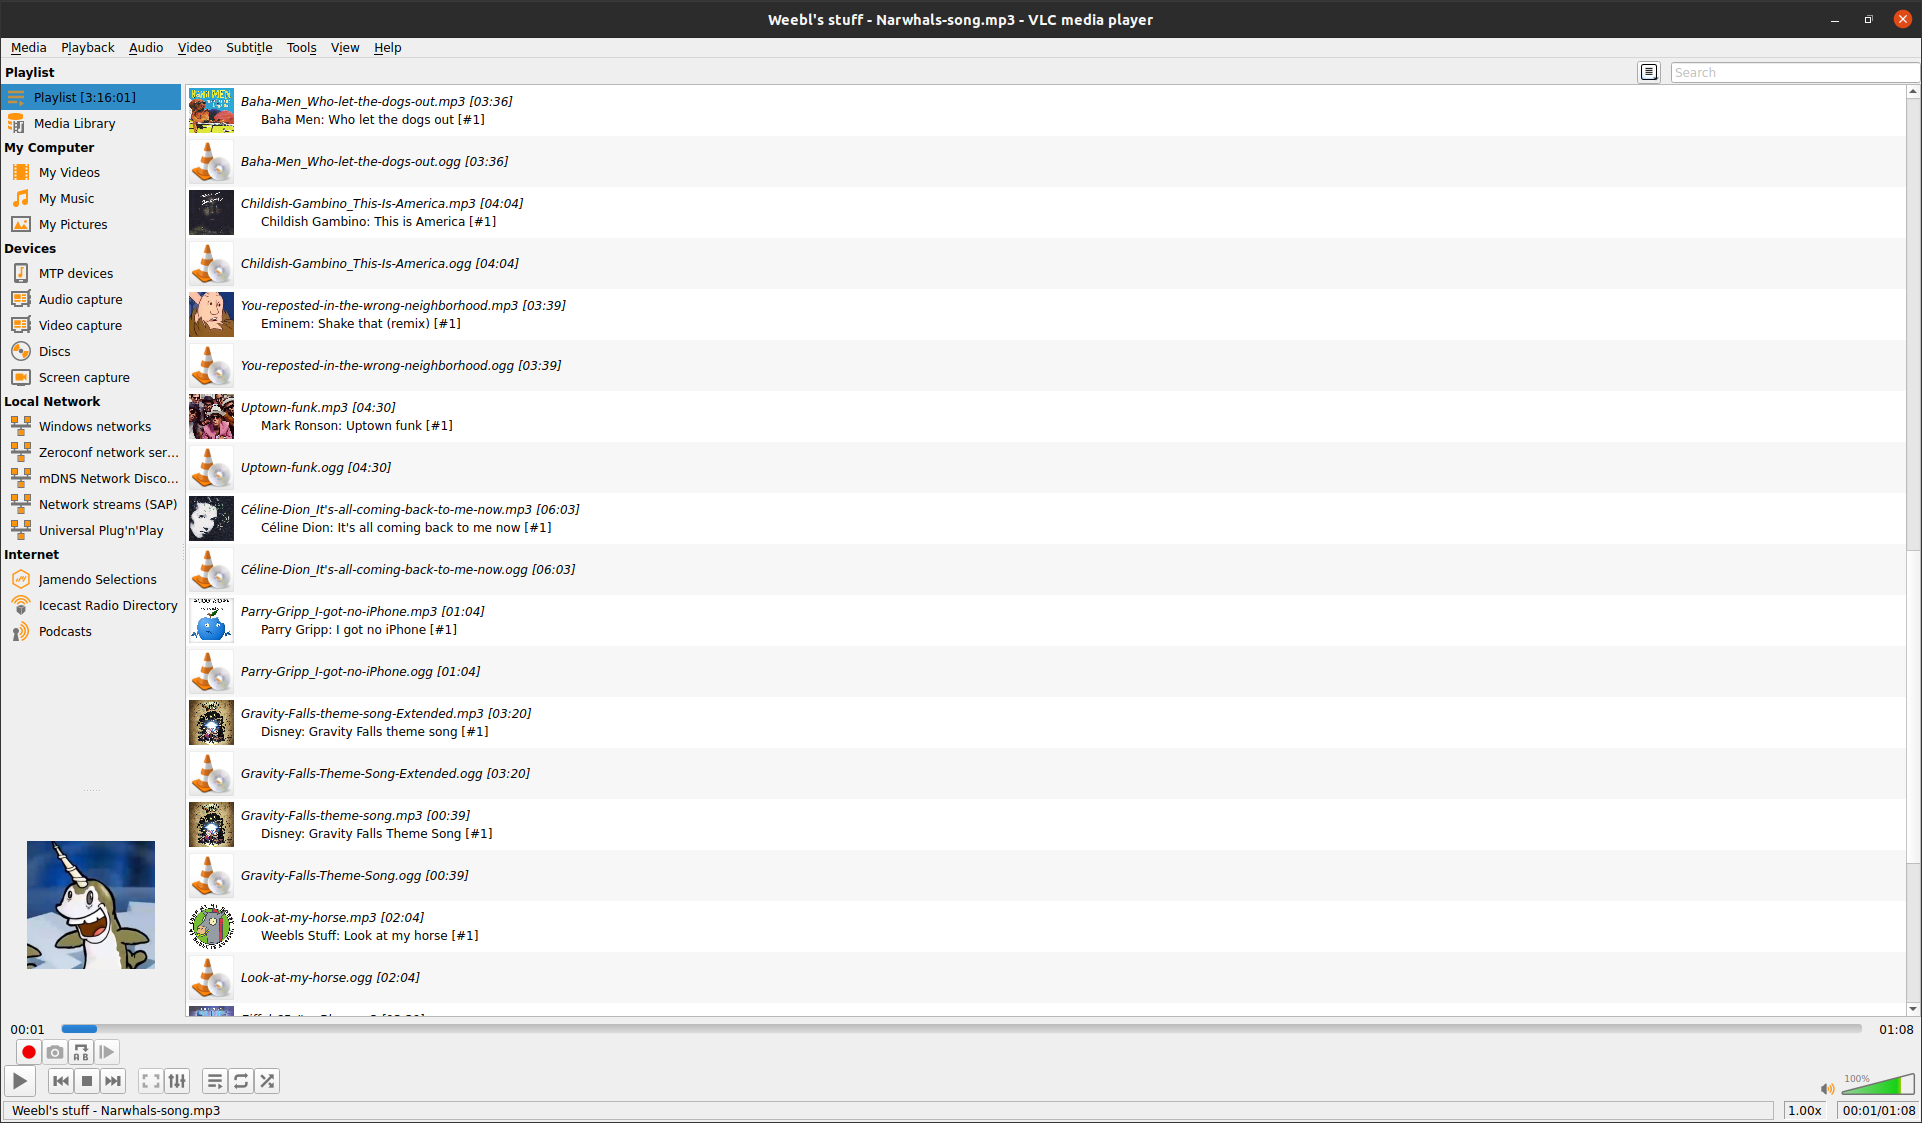 Weebl's stuff - Narwhals-song.mp3 - VLC media player
Media Playback Audio Video Subtitle Tools View Help
Playlist
Search
Playlist [3:16:01]
Media Library
My Computer
My Videos
My Music
My Pictures
Devices
MTP devices
Audio capture
Video capture
Discs
Screen capture
Local Network
Windows networks
Zeroconf network ser...
mDNS Network Disco...
Network streams (SAP)
Universal Plug'n'Play
Internet
Jamendo Selections
Icecast Radio Directory
Podcasts
Baha-Men_Who-let-the-dogs-out.mp3 [03:36]
Baha Men: Who let the dogs out [#1]
Baha-Men_Who-let-the-dogs-out.ogg [03:36]
Childish-Gambino_This-Is-America.mp3 [04:04]
Childish Gambino: This is America [#1]
Childish-Gambino_This-Is-America.ogg [04:04]
You-reposted-in-the-wrong-neighborhood.mp3 [03:39]
Eminem: Shake that (remix) [#1]
You-reposted-in-the-wrong-neighborhood.ogg [03:39]
Uptown-funk.mp3 [04:30]
Mark Ronson: Uptown funk [#1]
Uptown-funk.ogg [04:30]
Céline-Dion_It's-all-coming-back-to-me-now.mp3 [06:03]
Céline Dion: It's all coming back to me now [#1]
Céline-Dion_It's-all-coming-back-to-me-now.ogg [06:03]
Parry-Gripp_I-got-no-iPhone.mp3 [01:04]
Parry Gripp: I got no iPhone [#1]
Parry-Gripp_I-got-no-iPhone.ogg [01:04]
Gravity-Falls-theme-song-Extended.mp3 [03:20]
Disney: Gravity Falls theme song [#1]
Gravity-Falls-Theme-Song-Extended.ogg [03:20]
Gravity-Falls-theme-song.mp3 [00:39]
Disney: Gravity Falls Theme Song [#1]
Gravity-Falls-Theme-Song.ogg [00:39]
Look-at-my-horse.mp3 [02:04]
Weebls Stuff: Look at my horse [#1]
Look-at-my-horse.ogg [02:04]
00:01
01:08
A B
100%
Weebl's stuff - Narwhals-song.mp3
1.00x
00:01/01:08